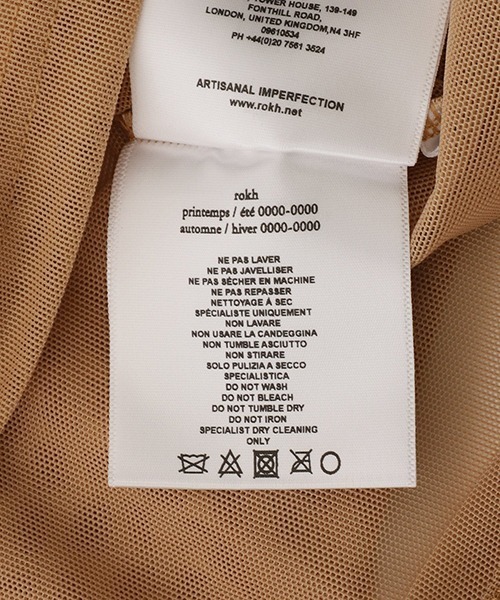 TOWER HOUSE, 139-149
FONTHILL ROAD,
LONDON, UNITED KINGDOM,N4 3HF
09610534
PH +44(0)20 7561 3524
ARTISANAL IMPERFECTION
www.rokh.net
rokh
printemps / été 0000-0000
automne / hiver 0000-0000
NE PAS LAVER
NE PAS JAVELLISER
NE PAS SÈCHER EN MACHINE
NE PAS REPASSER
NETTOYAGE À SEC
SPÉCIALISTE UNIQUEMENT
NON LAVARE
NON USARE LA CANDEGGINA
NON TUMBLE ASCIUTTO
NON STIRARE
SOLO PULIZIA A SECCO
SPECIALISTICA
DO NOT WASH
DO NOT BLEACH
DO NOT TUMBLE DRY
DO NOT IRON
SPECIALIST DRY CLEANING
ONLY